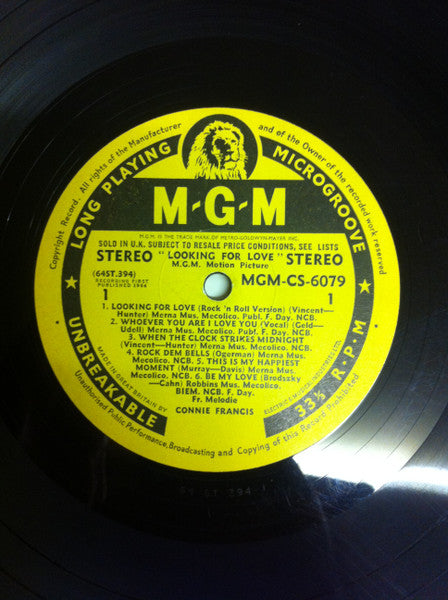 Copyright Record. All rights of the Manufacturer and of the Owner of the recorded work reserved
LONG PLAYING MICROGROOVE
M-G-M
M.G.M. IS THE TRADE MARK OF METRO-GOLDWYN-MAYER INC.
SOLD IN U.K. SUBJECT TO RESALE PRICE CONDITIONS, SEE LISTS
STEREO "LOOKING FOR LOVE" STEREO
(64ST.394) M.G.M. Motion Picture MGM-CS-6079
RECORDING FIRST
PUBLISHED 1964
1 1
1. LOOKING FOR LOVE (Rock 'n Roll Version) (Vincent—
Hunter) Merna Mus. Mecolico. Publ. F. Day. NCB.
2. WHOEVER YOU ARE I LOVE YOU (Vocal) (Geld—
Udell) Merna Mus. Mecolico. Publ. F. Day. NCB.
3. WHEN THE CLOCK STRIKES MIDNIGHT
(Vincent—Hunter) Merna Mus. Mecolico. NCB.
4. ROCK DEM BELLS (Ogerman) Merna Mus.
Mecolico. NCB. 5. THIS IS MY HAPPIEST
MOMENT (Murray—Davis) Merna Mus.
Mecolico. NCB. 6. BE MY LOVE (Brodszky
—Cahn) Robbins Mus. Mecolico.
BIEM. NCB. F. Day
Fr. Melodie
CONNIE FRANCIS
UNBREAKABLE
33⅓ R·P·M
MADE IN GREAT BRITAIN BY
ELECTRIC & MUSICAL
Unauthorised Public Performance, Broadcasting and Copying of this Record Prohibited
ST 394